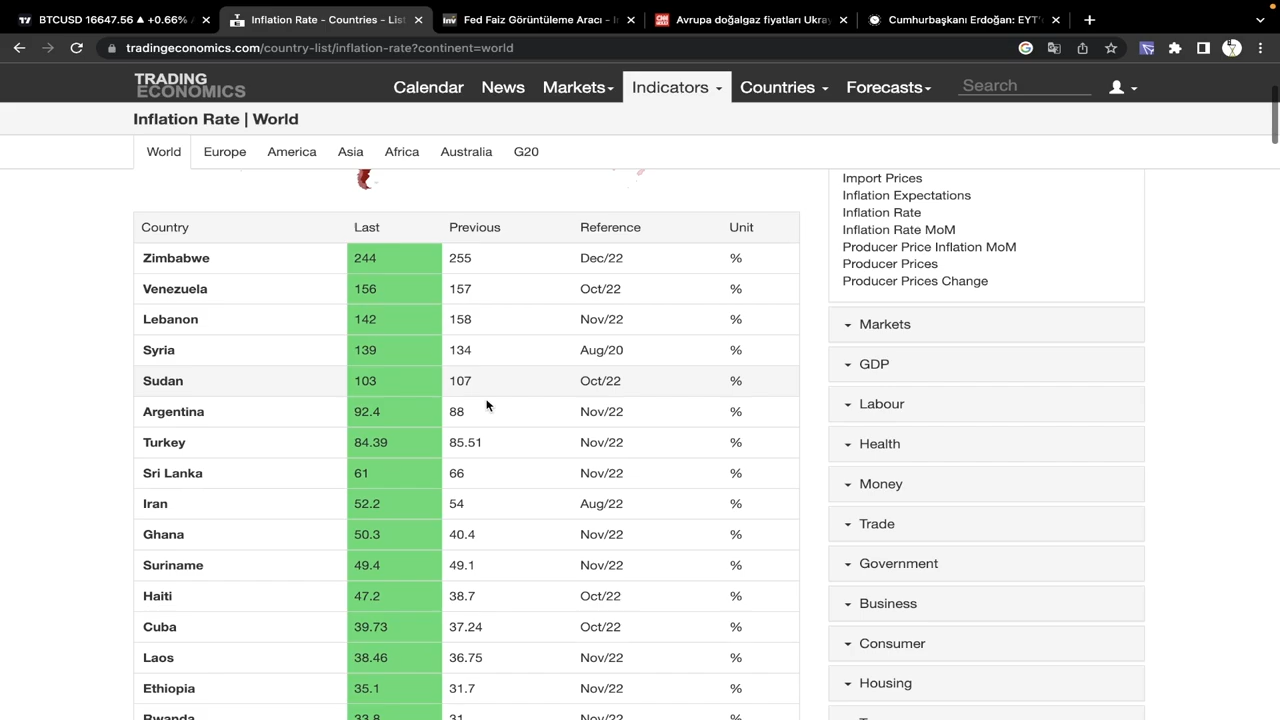 BTCUSD 16647.56 ▲ +0.66%
Inflation Rate - Countries - List
Fed Faiz Görüntüleme Aracı - I
Avrupa doğalgaz fiyatları Ukra
Cumhurbaşkanı Erdoğan: EYT'
tradingeconomics.com/country-list/inflation-rate?continent=world
TRADING
ECONOMICS
Calendar News Markets Indicators Countries Forecasts Search
Inflation Rate | World
World Europe America Asia Africa Australia G20
Country Last Previous Reference Unit
Zimbabwe 244 255 Dec/22 %
Venezuela 156 157 Oct/22 %
Lebanon 142 158 Nov/22 %
Syria 139 134 Aug/20 %
Sudan 103 107 Oct/22 %
Argentina 92.4 88 Nov/22 %
Turkey 84.39 85.51 Nov/22 %
Sri Lanka 61 66 Nov/22 %
Iran 52.2 54 Aug/22 %
Ghana 50.3 40.4 Nov/22 %
Suriname 49.4 49.1 Nov/22 %
Haiti 47.2 38.7 Oct/22 %
Cuba 39.73 37.24 Oct/22 %
Laos 38.46 36.75 Nov/22 %
Ethiopia 35.1 31.7 Nov/22 %
Rwanda 33.8 31 Nov/22 %
Import Prices
Inflation Expectations
Inflation Rate
Inflation Rate MoM
Producer Price Inflation MoM
Producer Prices
Producer Prices Change
Markets
GDP
Labour
Health
Money
Trade
Government
Business
Consumer
Housing